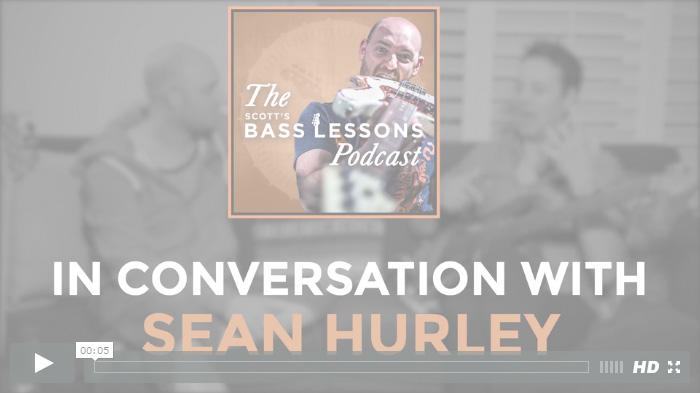 The
SCOTT'S
BASS LESSONS
Podcast
IN CONVERSATION WITH
SEAN HURLEY
00:05
HD